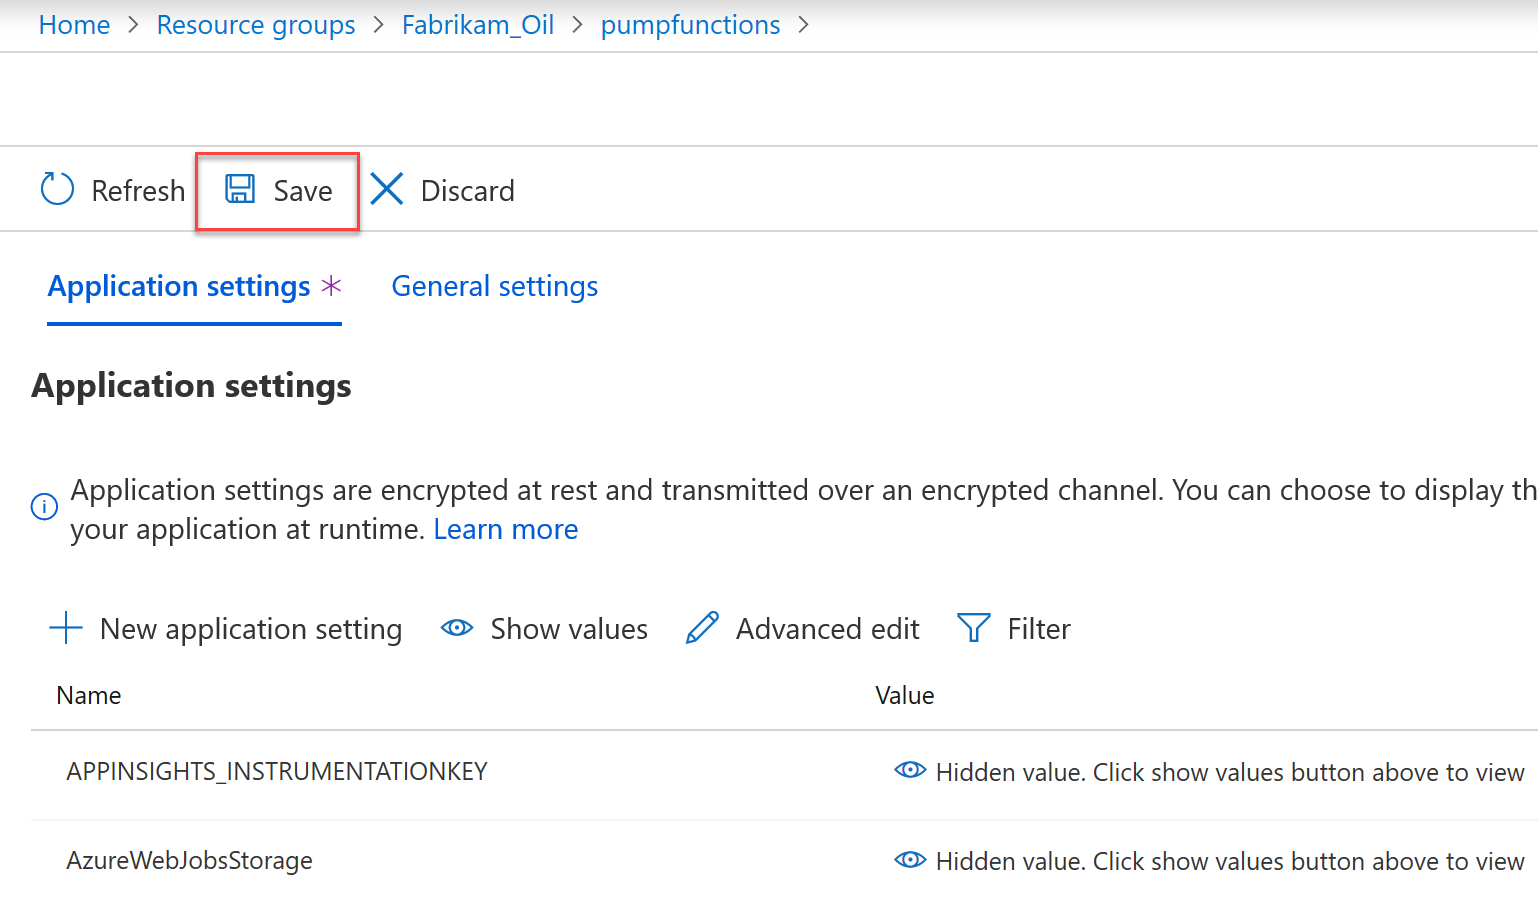 Home > Resource groups > Fabrikam_Oil > pumpfunctions >
Refresh Save Discard
Application settings * General settings
Application settings
Application settings are encrypted at rest and transmitted over an encrypted channel. You can choose to display th
your application at runtime. Learn more
New application setting Show values Advanced edit Filter
Name Value
APPINSIGHTS_INSTRUMENTATIONKEY Hidden value. Click show values button above to view
AzureWebJobsStorage Hidden value. Click show values button above to view